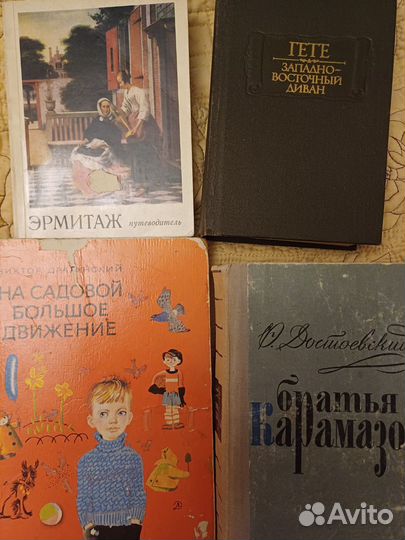 ЭРМИТАЖ путеводитель
ГЕТЕ
ЗАПАДНО-
ВОСТОЧНЫЙ
ДИВАН
ВИКТОР ДРАГУНСКИЙ
НА САДОВОЙ
БОЛЬШОЕ
ДВИЖЕНИЕ
Ф. Достоевский
братья
Карамазо
Avito